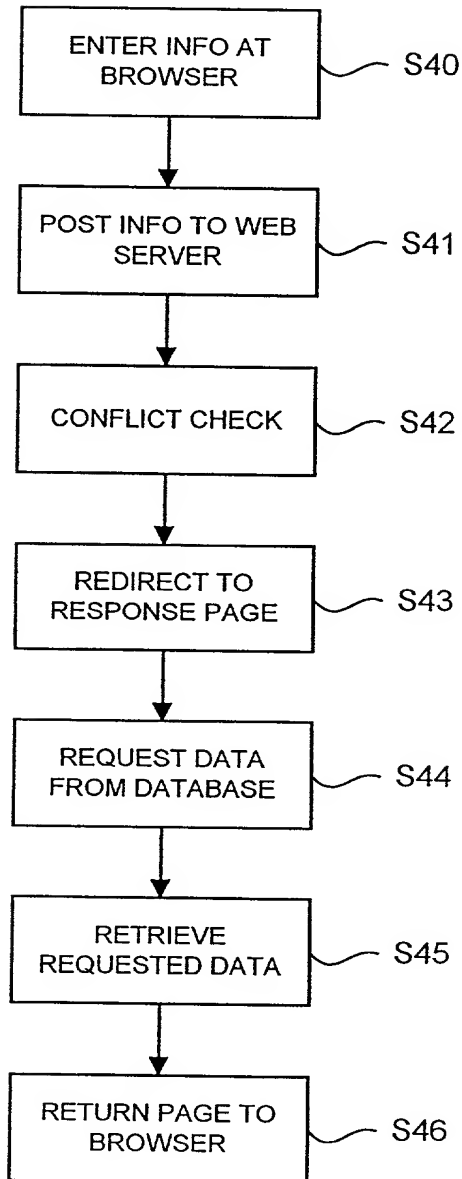 ENTER INFO AT
BROWSER
S40
POST INFO TO WEB
SERVER
S41
CONFLICT CHECK
S42
REDIRECT TO
RESPONSE PAGE
S43
REQUEST DATA
FROM DATABASE
S44
RETRIEVE
REQUESTED DATA
S45
RETURN PAGE TO
BROWSER
S46